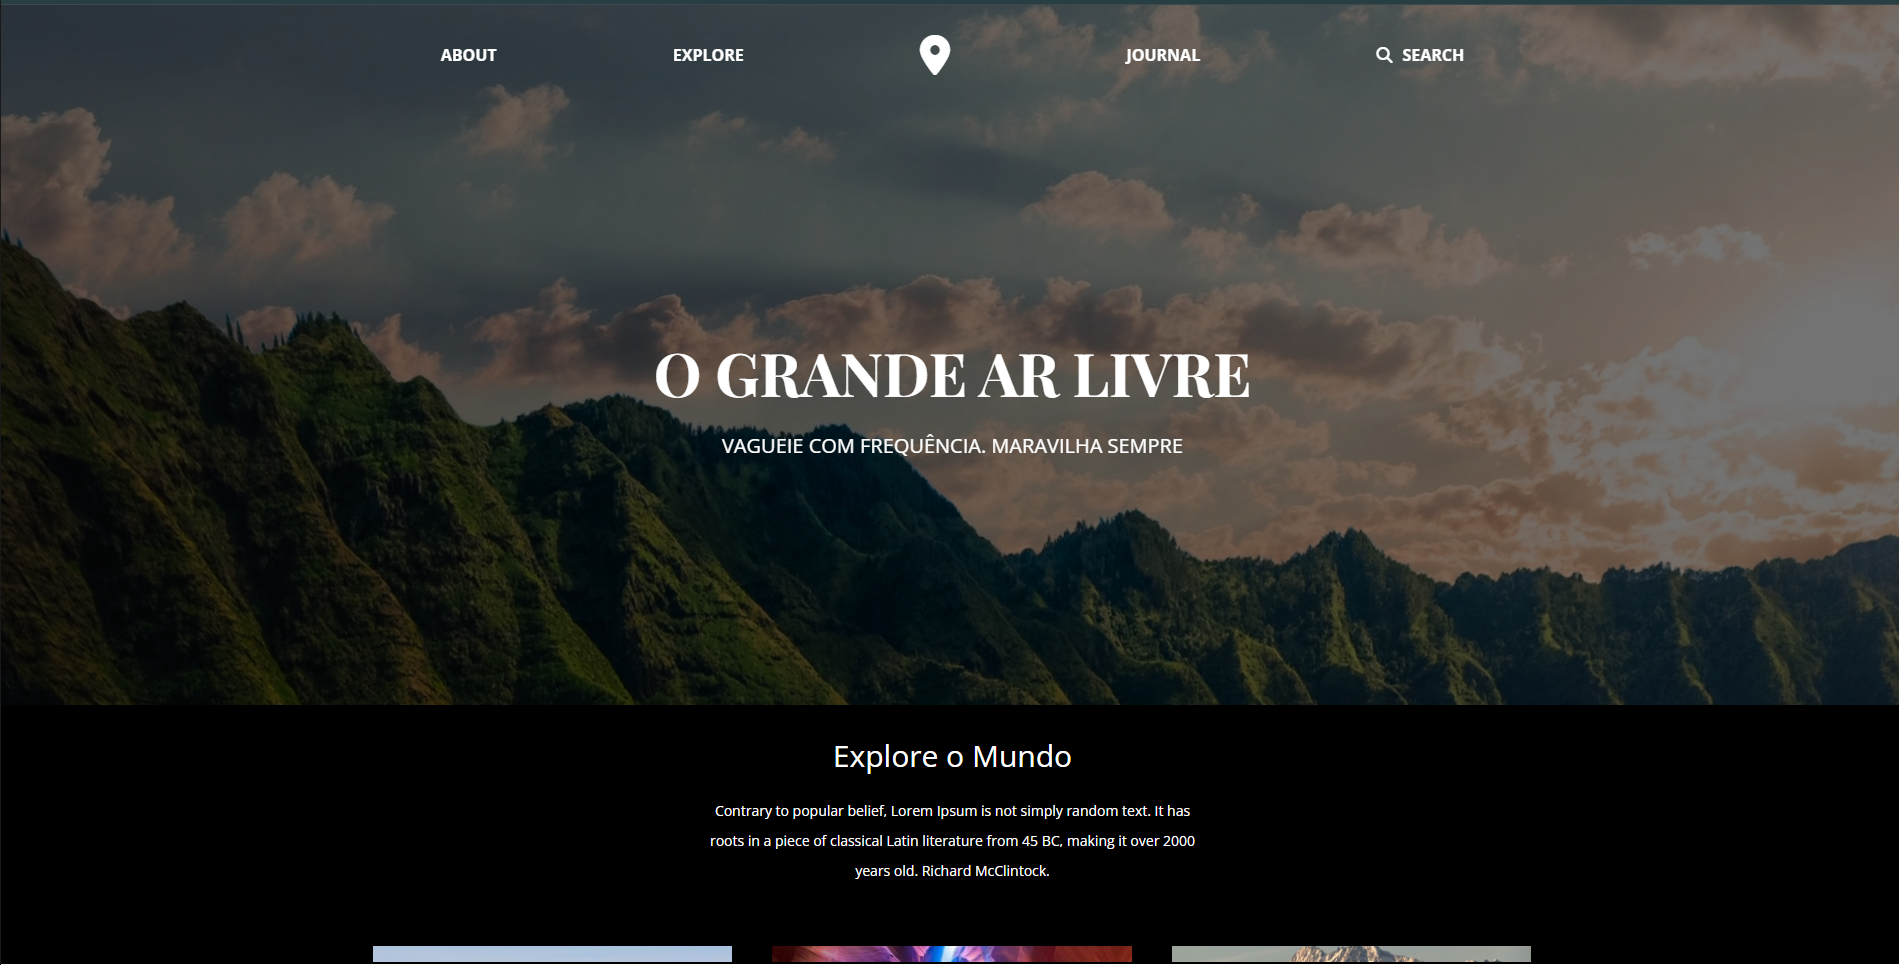 ABOUT
EXPLORE
JOURNAL
SEARCH
O GRANDE AR LIVRE
VAGUEIE COM FREQUÊNCIA. MARAVILHA SEMPRE
Explore o Mundo
Contrary to popular belief, Lorem Ipsum is not simply random text. It has
roots in a piece of classical Latin literature from 45 BC, making it over 2000
years old. Richard McClintock.